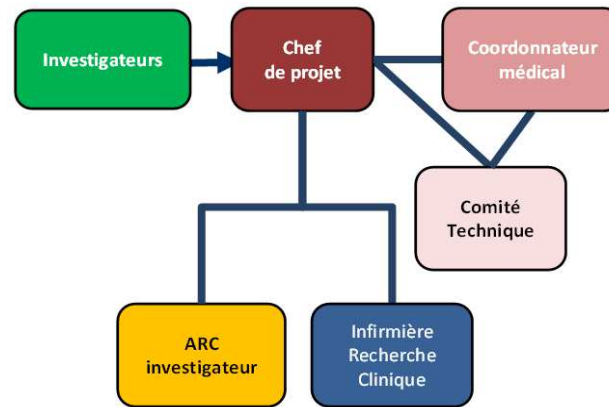 Investigateurs
Chef
de projet
Coordonnateur
médical
Comité
Technique
ARC
investigateur
Infirmière
Recherche
Clinique